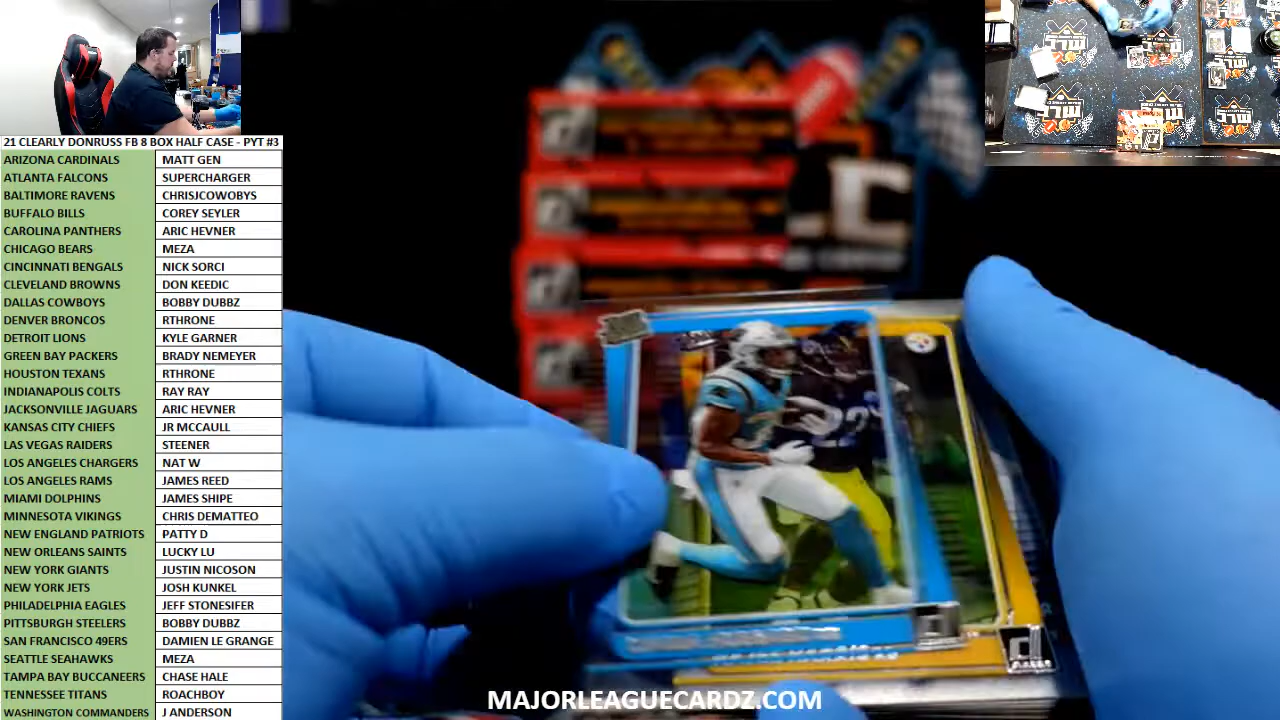 21 CLEARLY DONRUSS FB 8 BOX HALF CASE - PYT #3
ARIZONA CARDINALS MATT GEN
ATLANTA FALCONS SUPERCHARGER
BALTIMORE RAVENS CHRISJCOWOBYS
BUFFALO BILLS COREY SEYLER
CAROLINA PANTHERS ARIC HEVNER
CHICAGO BEARS MEZA
CINCINNATI BENGALS NICK SORCI
CLEVELAND BROWNS DON KEEDIC
DALLAS COWBOYS BOBBY DUBBZ
DENVER BRONCOS RTHRONE
DETROIT LIONS KYLE GARNER
GREEN BAY PACKERS BRADY NEMEYER
HOUSTON TEXANS RTHRONE
INDIANAPOLIS COLTS RAY RAY
JACKSONVILLE JAGUARS ARIC HEVNER
KANSAS CITY CHIEFS JR MCCAULL
LAS VEGAS RAIDERS STEENER
LOS ANGELES CHARGERS NAT W
LOS ANGELES RAMS JAMES REED
MIAMI DOLPHINS JAMES SHIPE
MINNESOTA VIKINGS CHRIS DEMATTEO
NEW ENGLAND PATRIOTS PATTY D
NEW ORLEANS SAINTS LUCKY LU
NEW YORK GIANTS JUSTIN NICOSON
NEW YORK JETS JOSH KUNKEL
PHILADELPHIA EAGLES JEFF STONESIFER
PITTSBURGH STEELERS BOBBY DUBBZ
SAN FRANCISCO 49ERS DAMIEN LE GRANGE
SEATTLE SEAHAWKS MEZA
TAMPA BAY BUCCANEERS CHASE HALE
TENNESSEE TITANS ROACHBOY
WASHINGTON COMMANDERS J ANDERSON
22
MAJORLEAGUECARDZ.COM